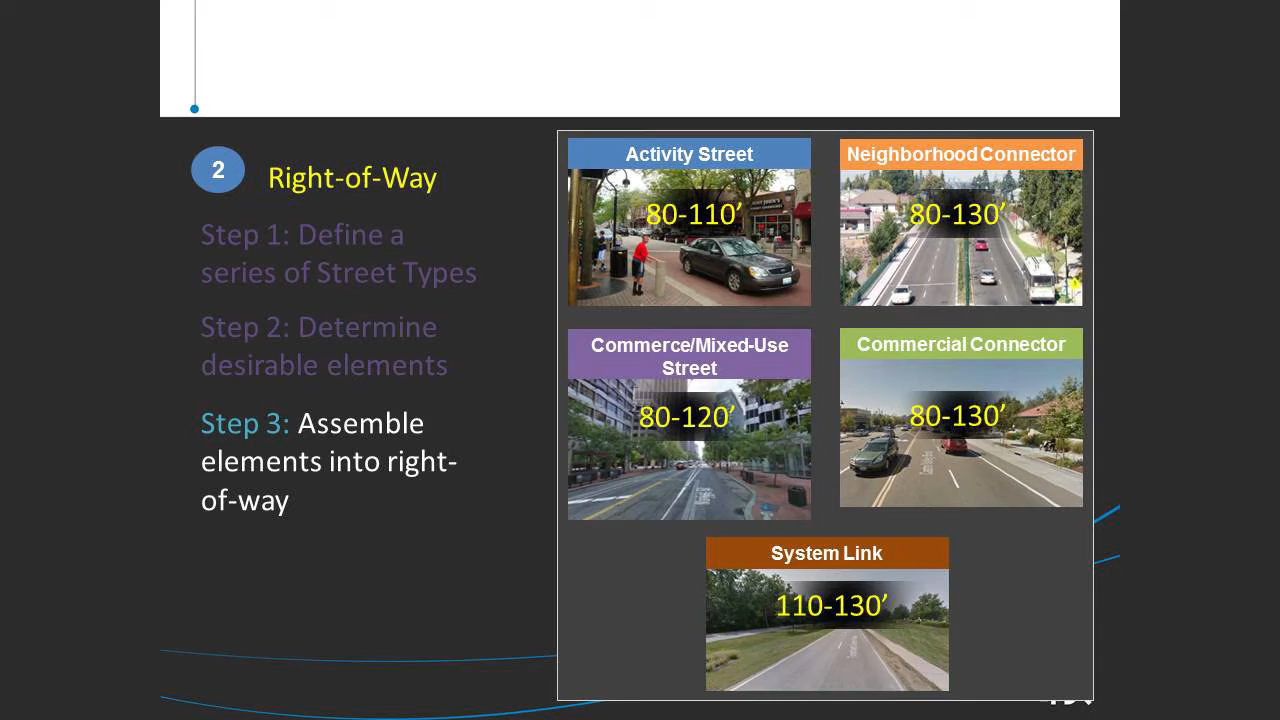 2
Right-of-Way
Step 1: Define a
series of Street Types
Step 2: Determine
desirable elements
Step 3: Assemble
elements into right-
of-way
Activity Street
80-110’
Neighborhood Connector
80-130’
Commerce/Mixed-Use
Street
80-120’
Commercial Connector
80-130’
System Link
110-130’